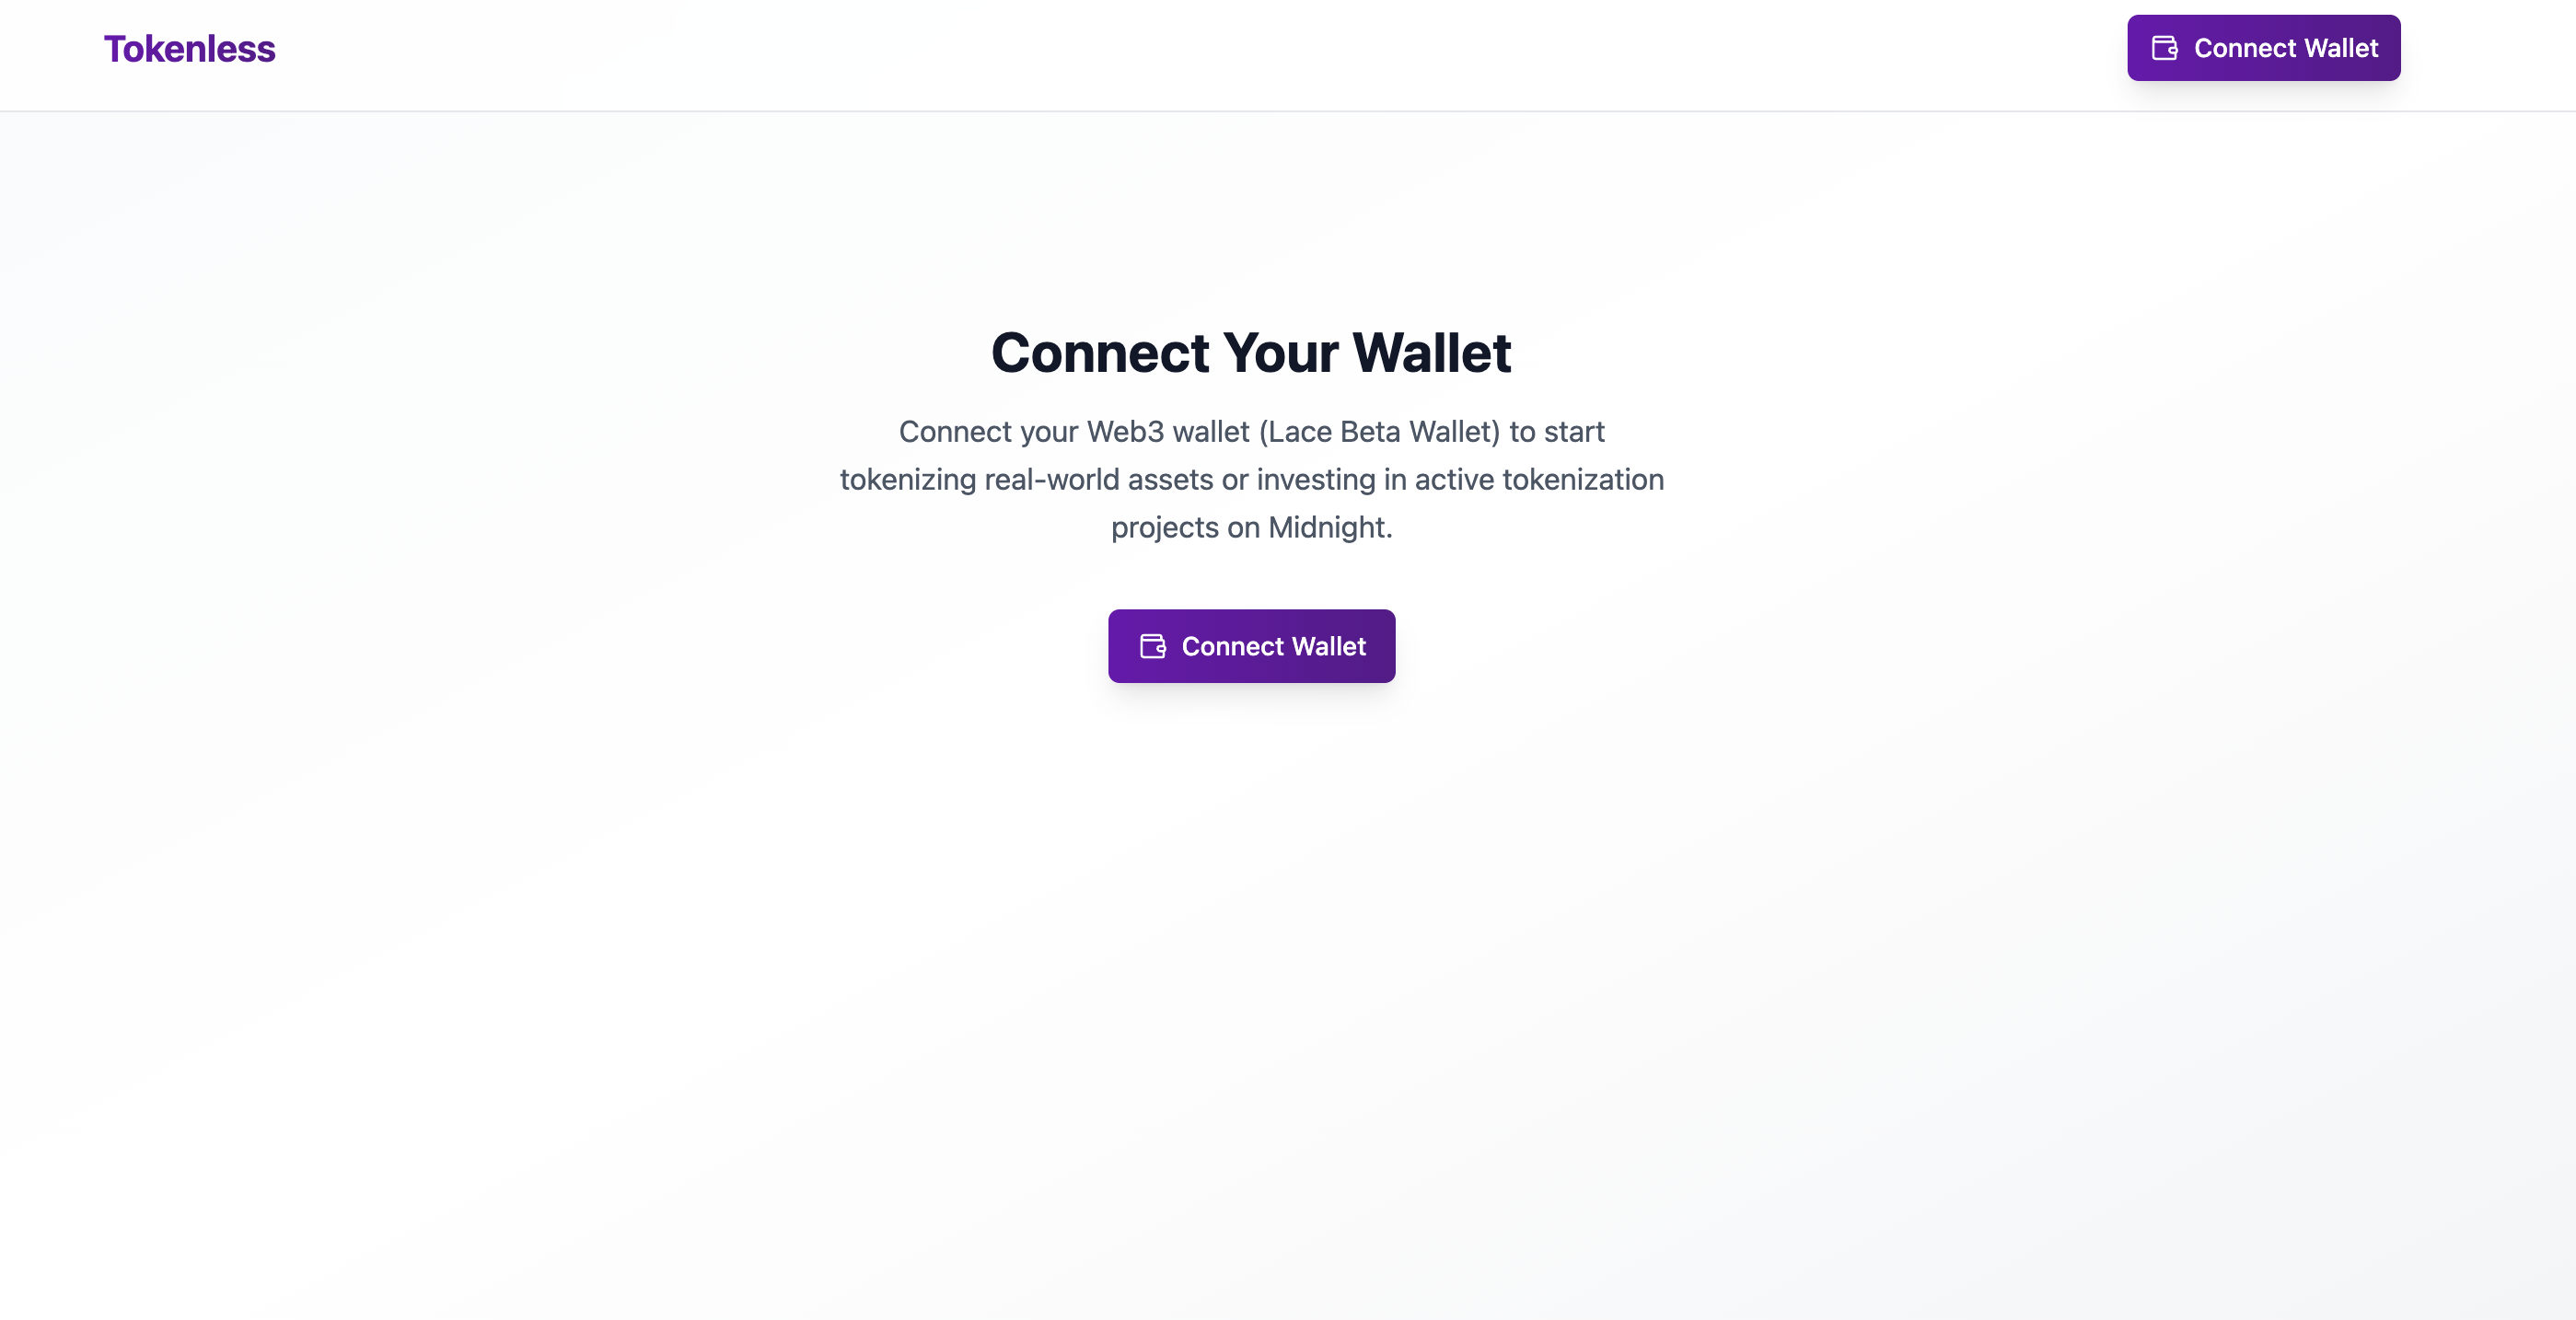 Tokenless
Connect Wallet
Connect Your Wallet
Connect your Web3 wallet (Lace Beta Wallet) to start
tokenizing real-world assets or investing in active tokenization
projects on Midnight.
Connect Wallet